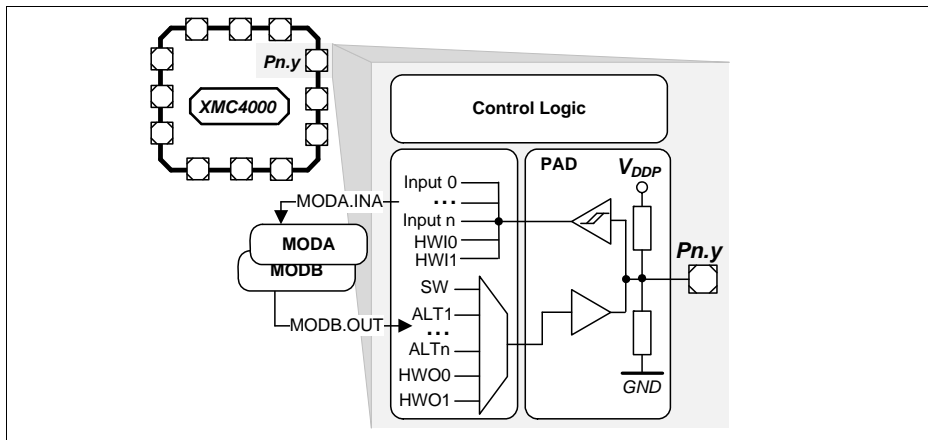 Pn.y
XMC4000
Control Logic
PAD
VDDP
Input 0
...
Input n
HWI0
HWI1
MODA.INA
MODA
MODB
MODB.OUT
SW
ALT1
...
ALTn
HWO0
HWO1
Pn.y
GND